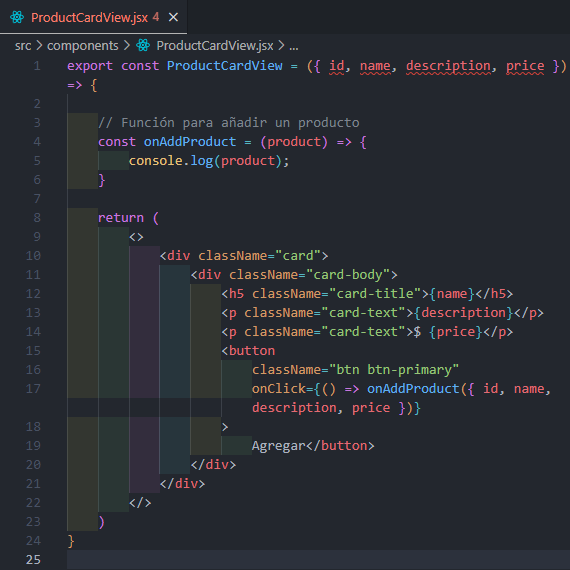 ProductCardView.jsx 4 ×
src > components > ProductCardView.jsx > ...
1 export const ProductCardView = ({ id, name, description, price })
=> {
2
3 // Función para añadir un producto
4 const onAddProduct = (product) => {
5 console.log(product);
6 }
7
8 return (
9 <>
10 <div className="card">
11 <div className="card-body">
12 <h5 className="card-title">{name}</h5>
13 <p className="card-text">{description}</p>
14 <p className="card-text">$ {price}</p>
15 <button
16 className="btn btn-primary"
17 onClick={() => onAddProduct({ id, name,
description, price })}
18 >
19 Agregar</button>
20 </div>
21 </div>
22 </>
23 )
24 }
25